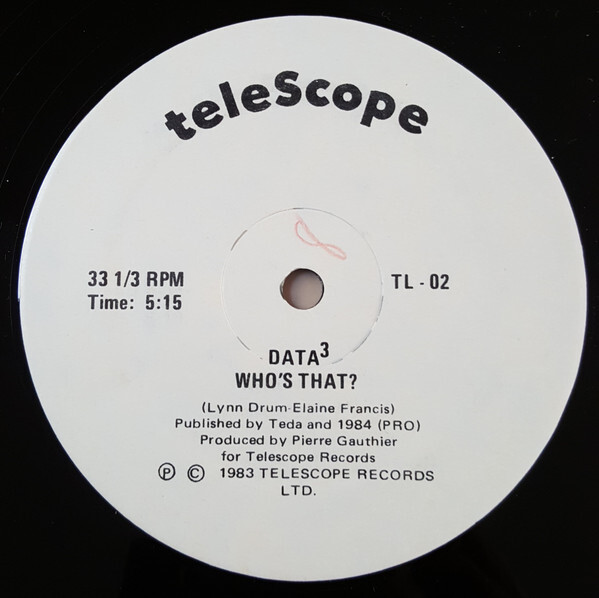 teleScope
33 1/3 RPM
Time: 5:15
TL - 02
DATA³
WHO'S THAT?
(Lynn Drum-Elaine Francis)
Published by Teda and 1984 (PRO)
Produced by Pierre Gauthier
for Telescope Records
Ⓟ © 1983 TELESCOPE RECORDS
LTD.